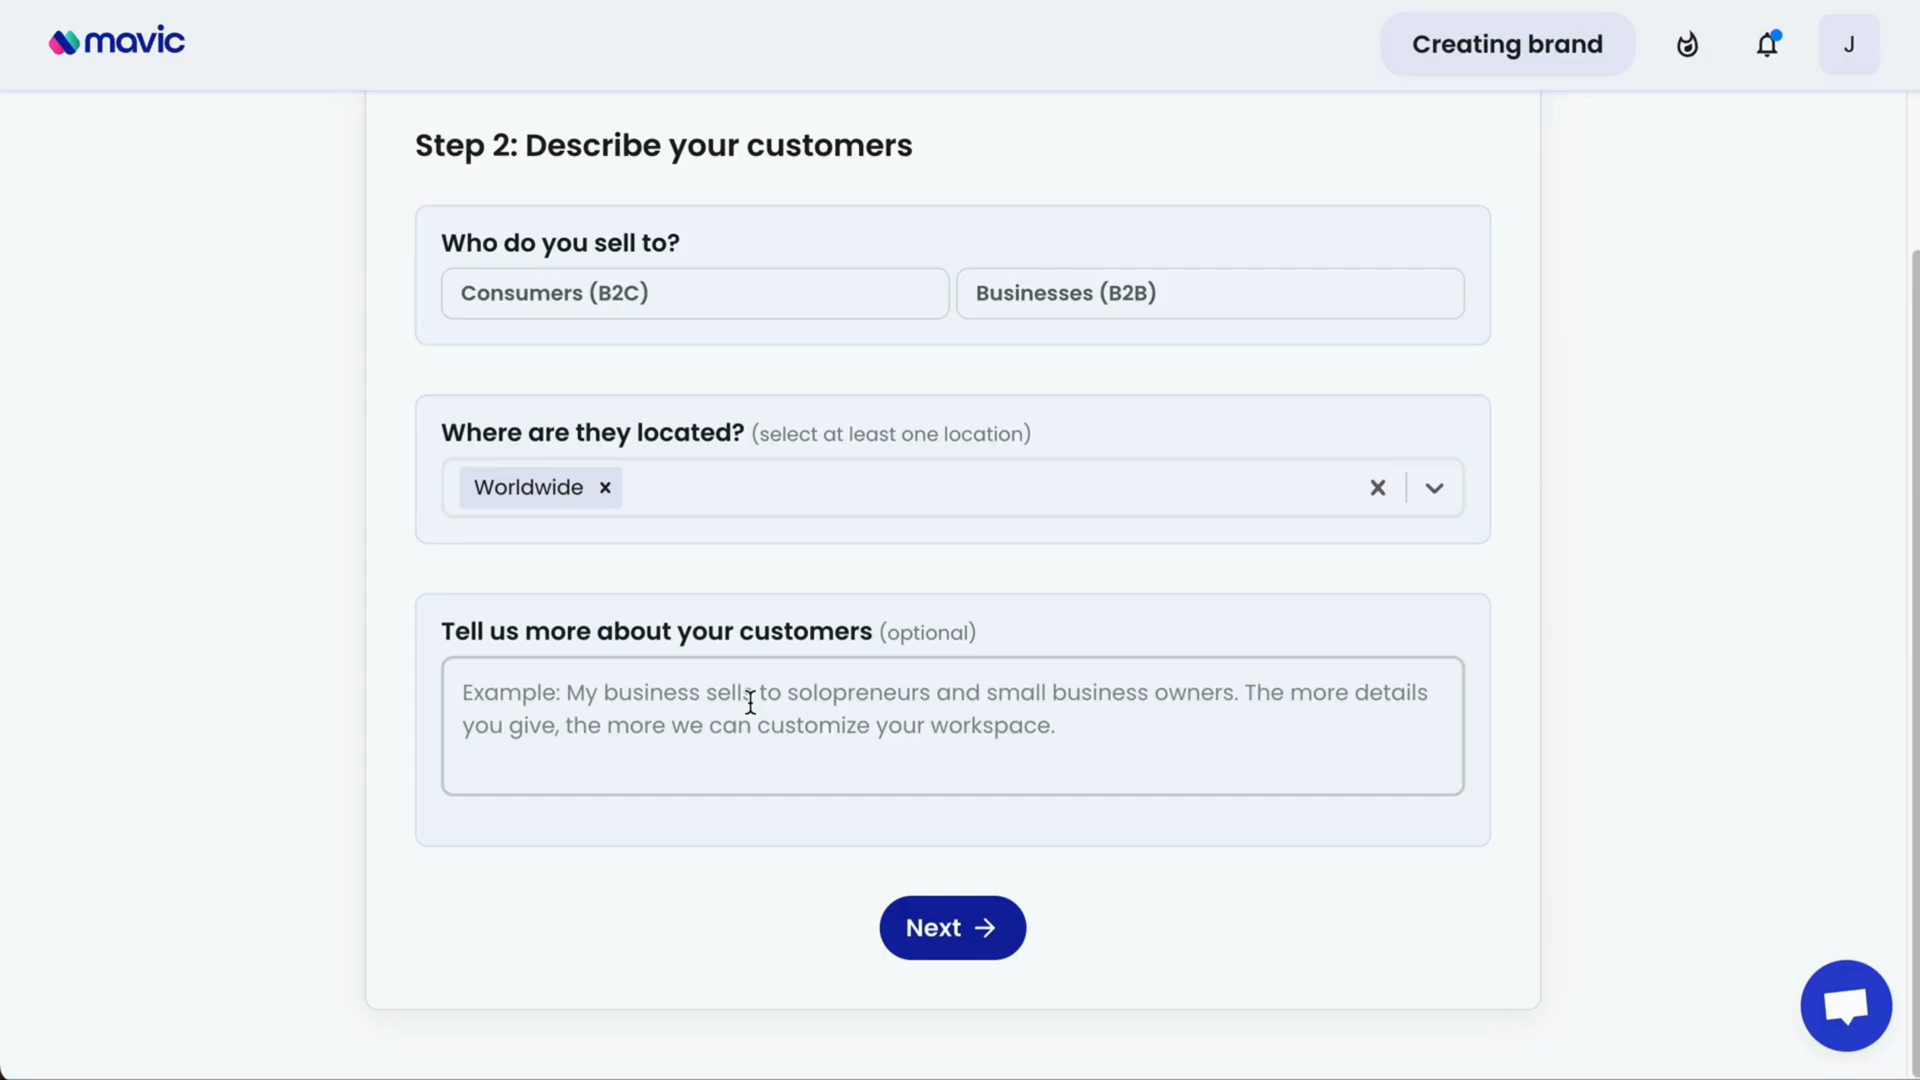 mavic
Creating brand
J
Step 2: Describe your customers
Who do you sell to?
Consumers (B2C)
Businesses (B2B)
Where are they located? (select at least one location)
Worldwide
Tell us more about your customers (optional)
Example: My business sells to solopreneurs and small business owners. The more details
you give, the more we can customize your workspace.
Next